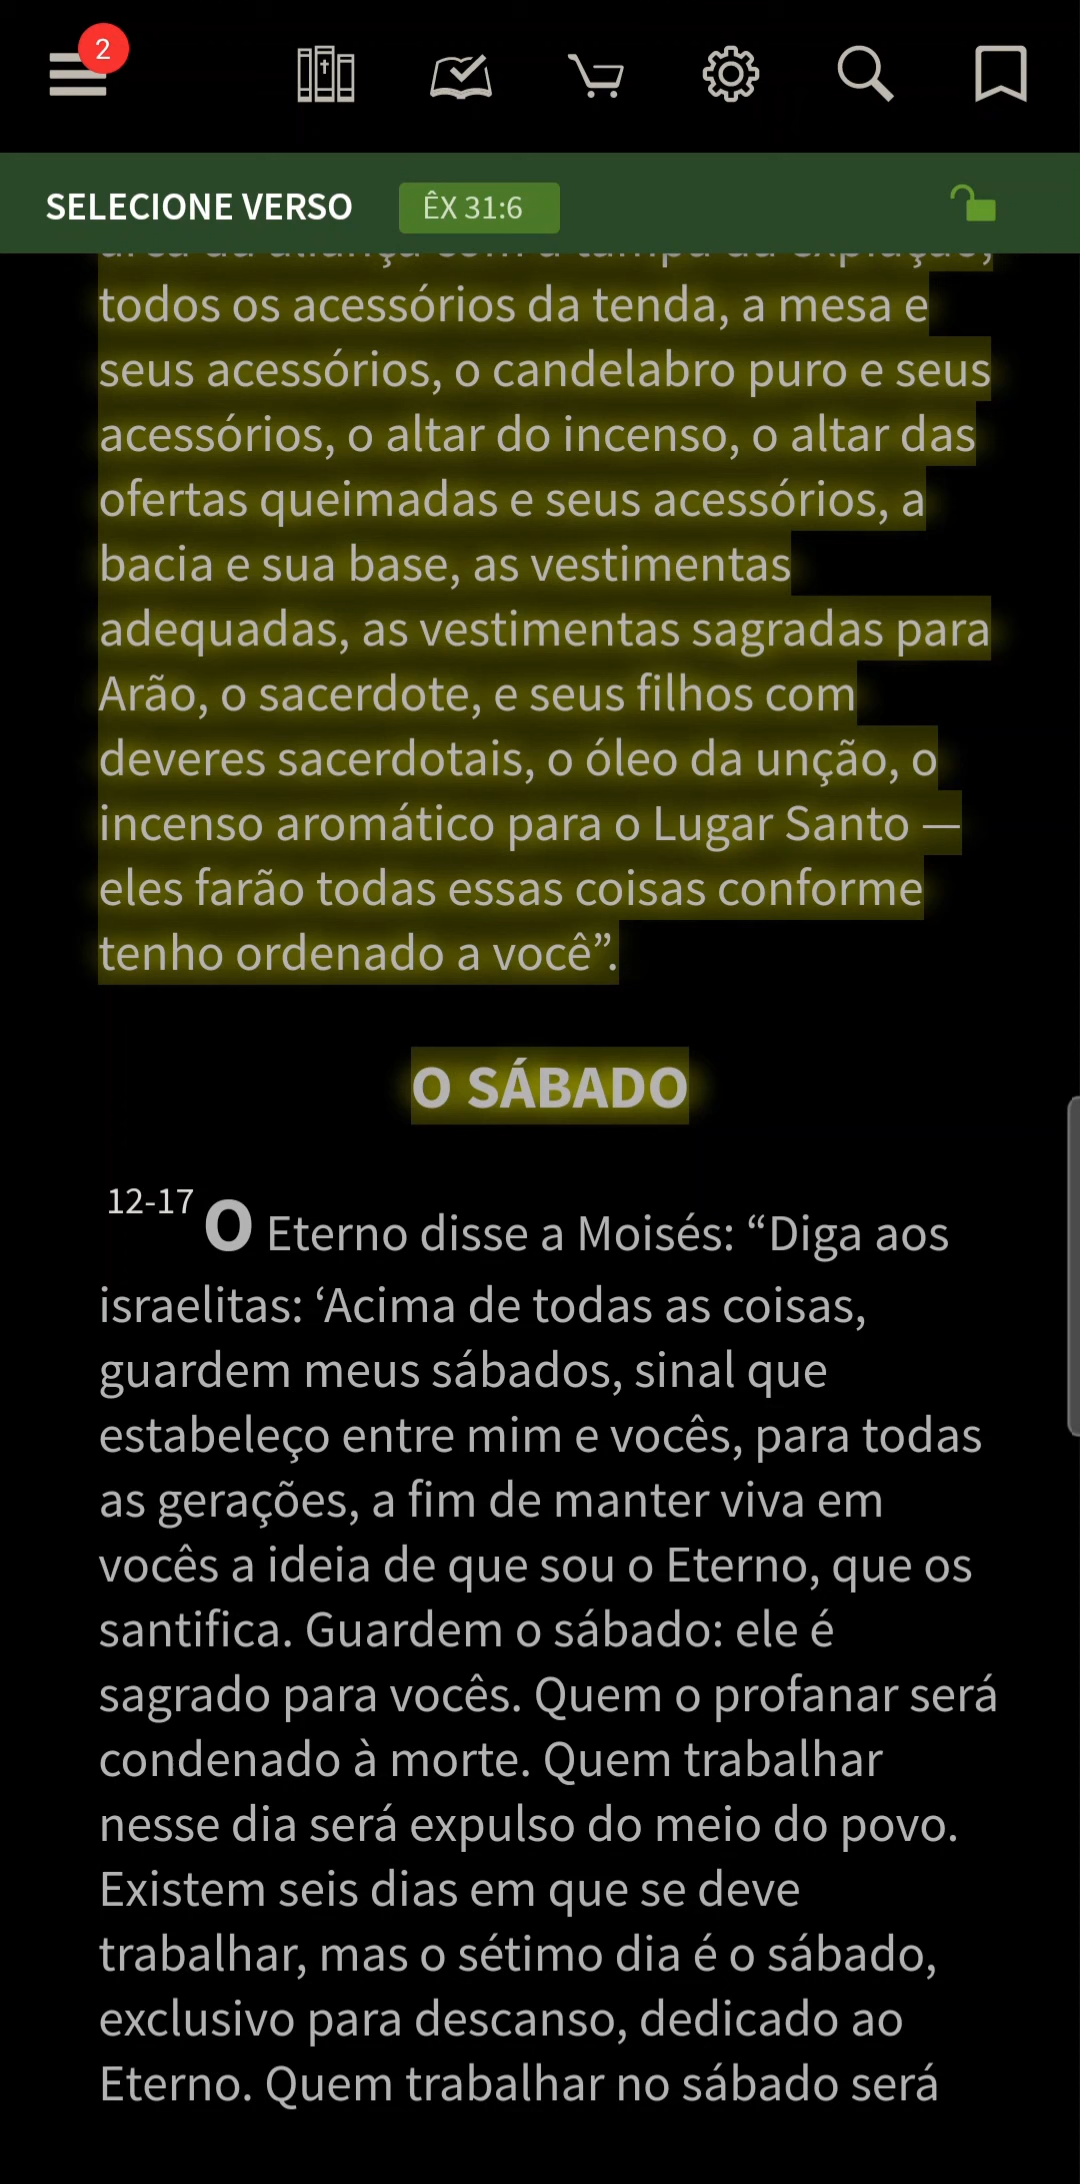 2
SELECIONE VERSO ÊX 31:6
todos os acessórios da tenda, a mesa e
seus acessórios, o candelabro puro e seus
acessórios, o altar do incenso, o altar das
ofertas queimadas e seus acessórios, a
bacia e sua base, as vestimentas
adequadas, as vestimentas sagradas para
Arão, o sacerdote, e seus filhos com
deveres sacerdotais, o óleo da unção, o
incenso aromático para o Lugar Santo —
eles farão todas essas coisas conforme
tenho ordenado a você”.
O SÁBADO
12-17 O Eterno disse a Moisés: “Diga aos
israelitas: ‘Acima de todas as coisas,
guardem meus sábados, sinal que
estabeleço entre mim e vocês, para todas
as gerações, a fim de manter viva em
vocês a ideia de que sou o Eterno, que os
santifica. Guardem o sábado: ele é
sagrado para vocês. Quem o profanar será
condenado à morte. Quem trabalhar
nesse dia será expulso do meio do povo.
Existem seis dias em que se deve
trabalhar, mas o sétimo dia é o sábado,
exclusivo para descanso, dedicado ao
Eterno. Quem trabalhar no sábado será